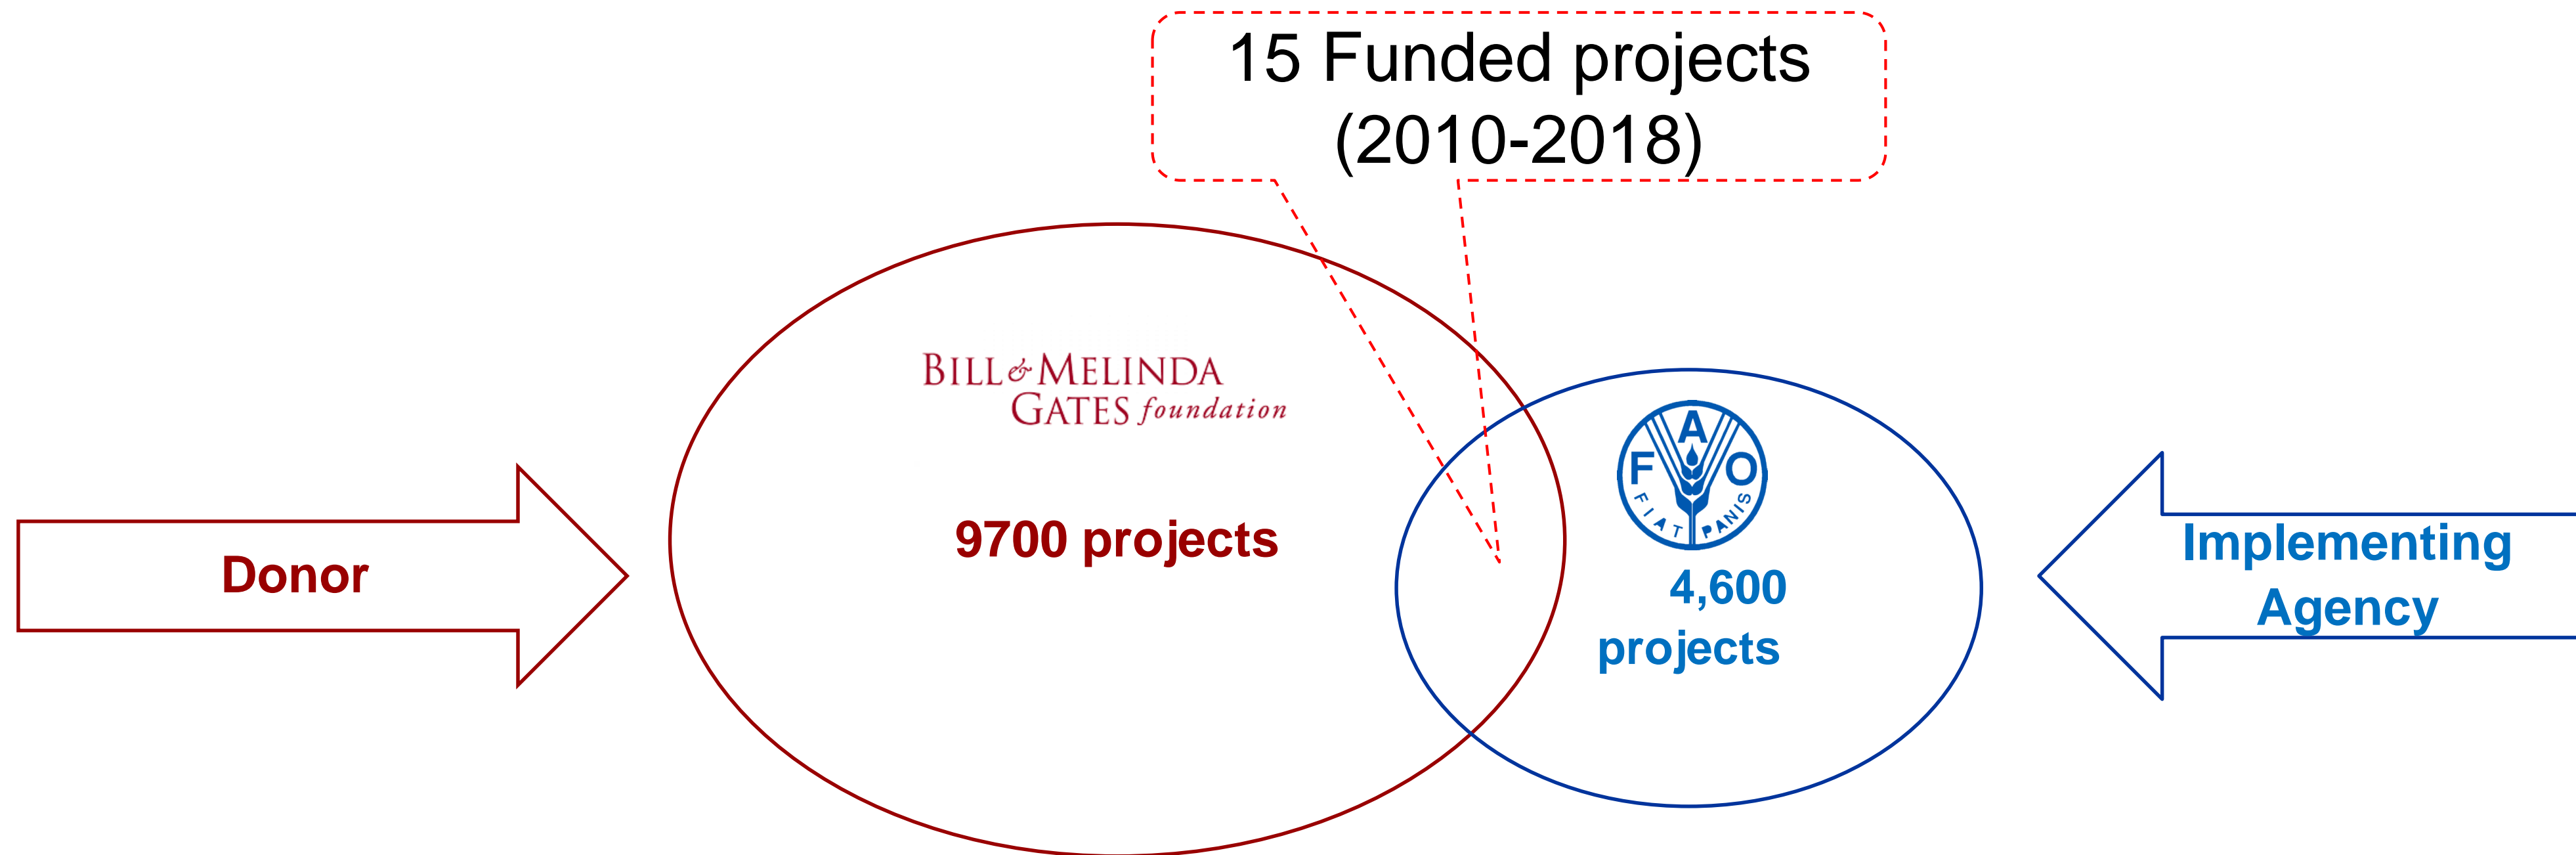 15 Funded projects
(2010-2018)
BILL & MELINDA
GATES foundation
9700 projects
Donor
F A O
FIAT PANIS
4,600
projects
Implementing
Agency